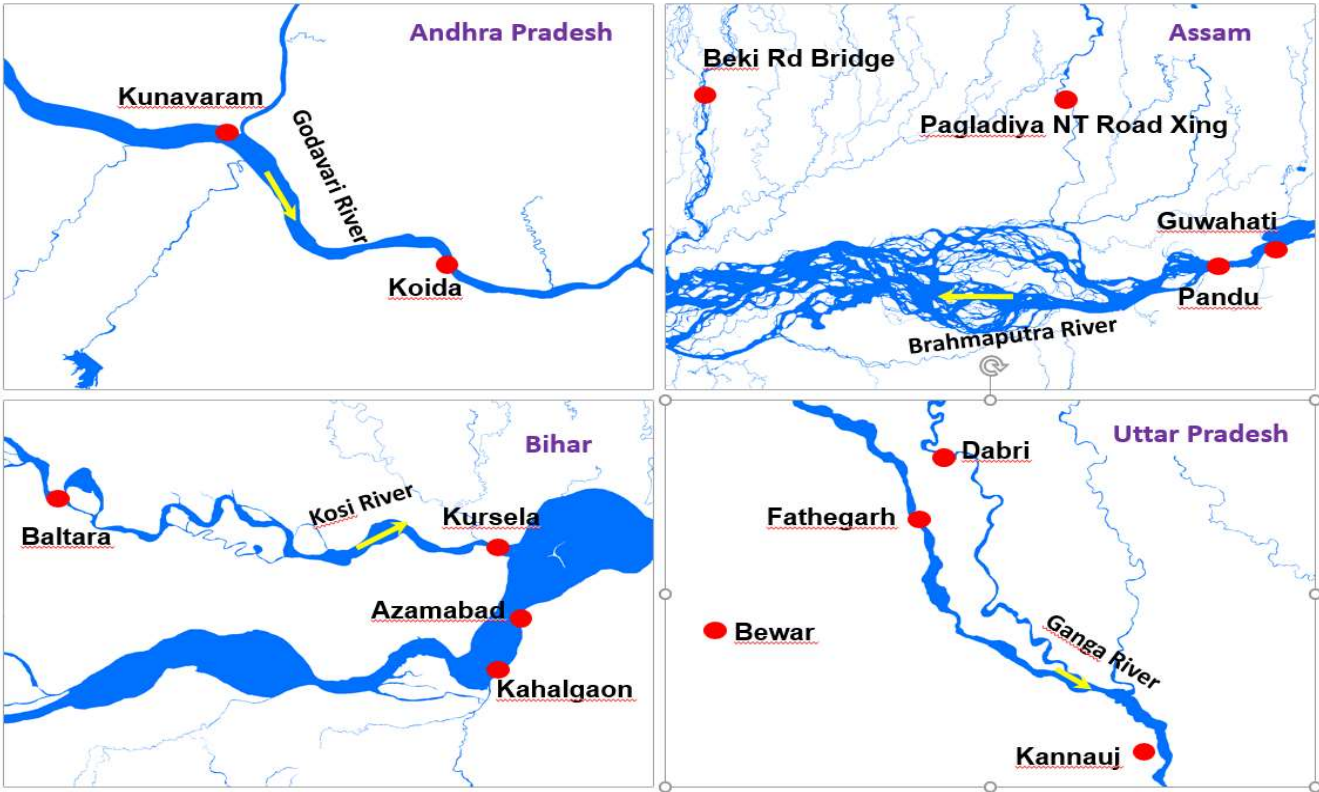 Andhra Pradesh
Kunavaram
Godavari River
Koida
Assam
Beki Rd Bridge
Pagladiya NT Road Xing
Guwahati
Pandu
Brahmaputra River
Bihar
Kosi River
Kursela
Baltara
Azamabad
Kahalgaon
Uttar Pradesh
Dabri
Fathegarh
Bewar
Ganga River
Kannauj